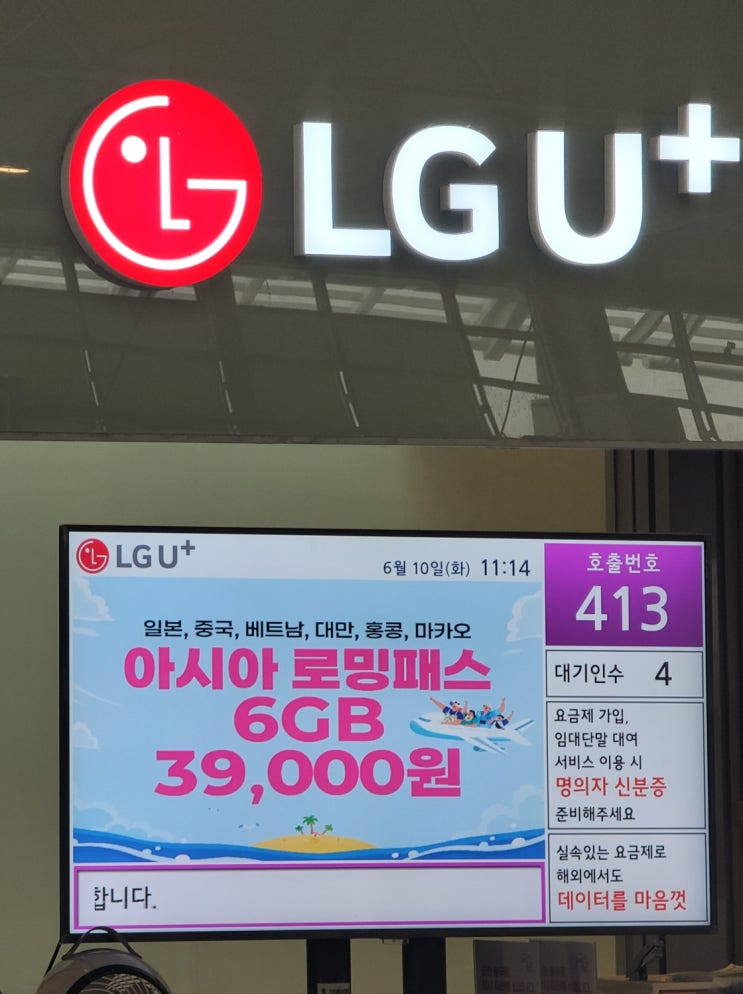 LG U+
LG U+
6월 10일(화) 11:14
일본, 중국, 베트남, 대만, 홍콩, 마카오
아시아 로밍패스
6GB
39,000원
합니다.
호출번호
413
대기인수 4
요금제 가입,
임대단말 대여
서비스 이용 시
명의자 신분증
준비해주세요
실속있는 요금제로
해외에서도
데이터를 마음껏